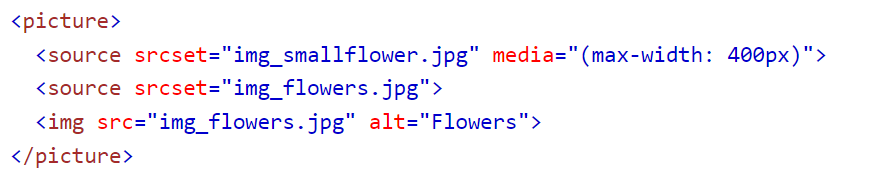 <picture>
<source srcset="img_smallflower.jpg" media="(max-width: 400px)">
<source srcset="img_flowers.jpg">
<img src="img_flowers.jpg" alt="Flowers">
</picture>